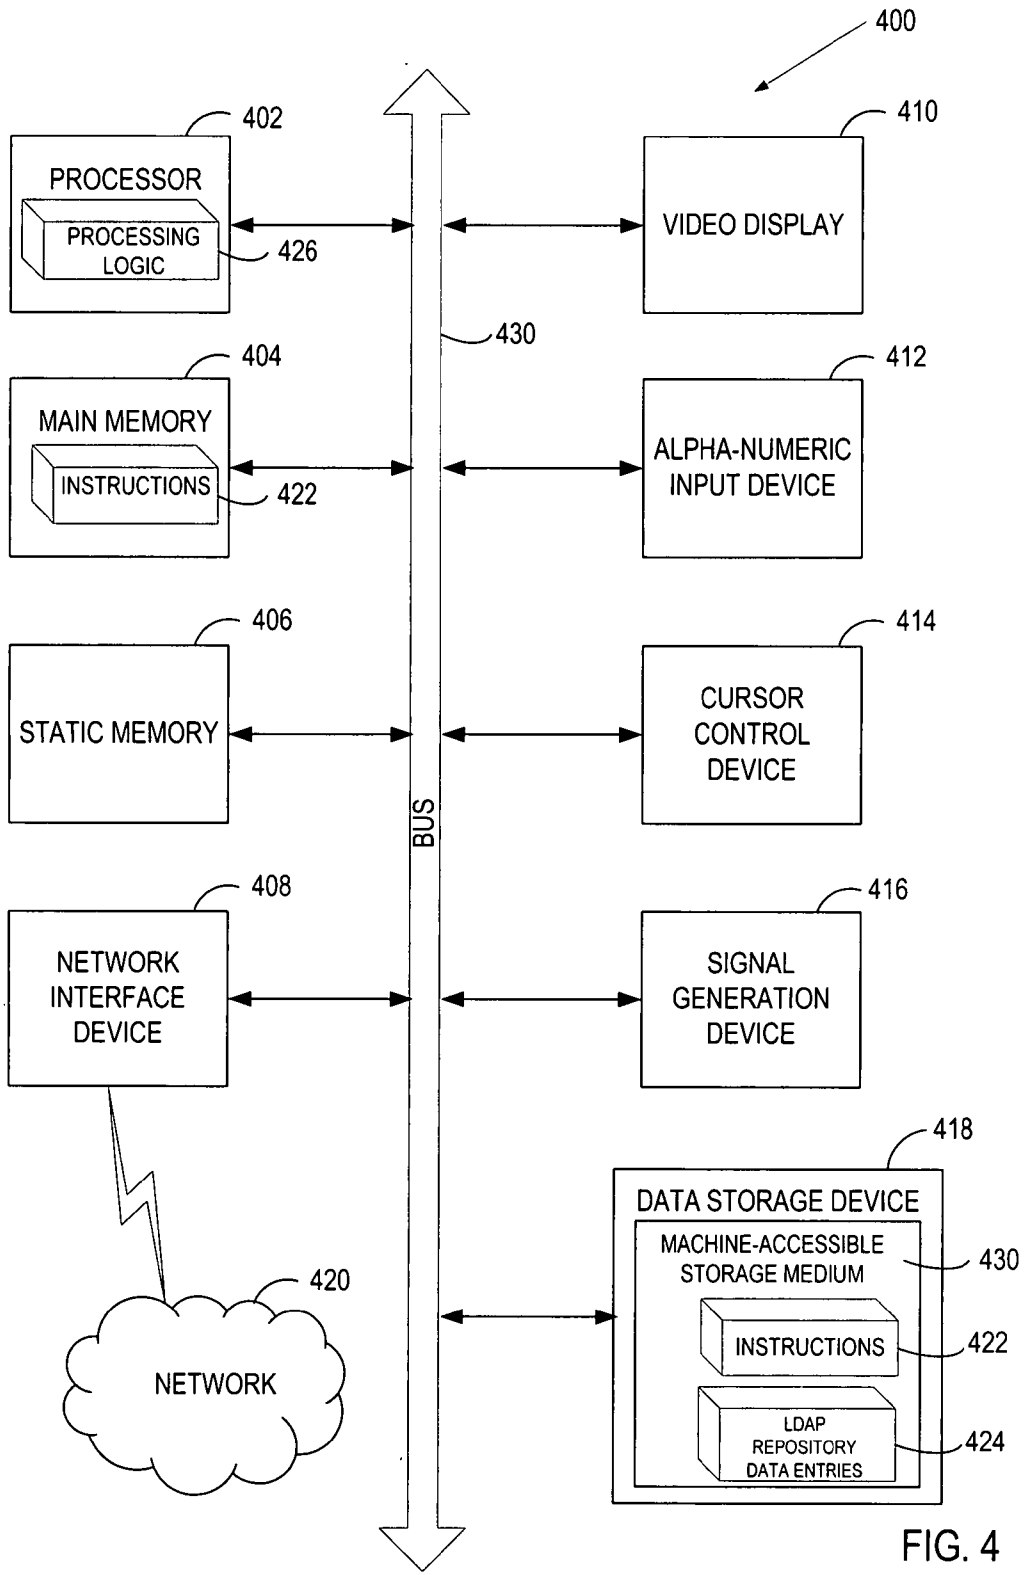 400
402
PROCESSOR
PROCESSING
LOGIC
426
410
VIDEO DISPLAY
430
404
MAIN MEMORY
INSTRUCTIONS
422
412
ALPHA-NUMERIC
INPUT DEVICE
406
STATIC MEMORY
414
CURSOR
CONTROL
DEVICE
BUS
408
NETWORK
INTERFACE
DEVICE
416
SIGNAL
GENERATION
DEVICE
420
NETWORK
418
DATA STORAGE DEVICE
MACHINE-ACCESSIBLE
STORAGE MEDIUM
430
INSTRUCTIONS
422
LDAP
REPOSITORY
DATA ENTRIES
424
FIG. 4